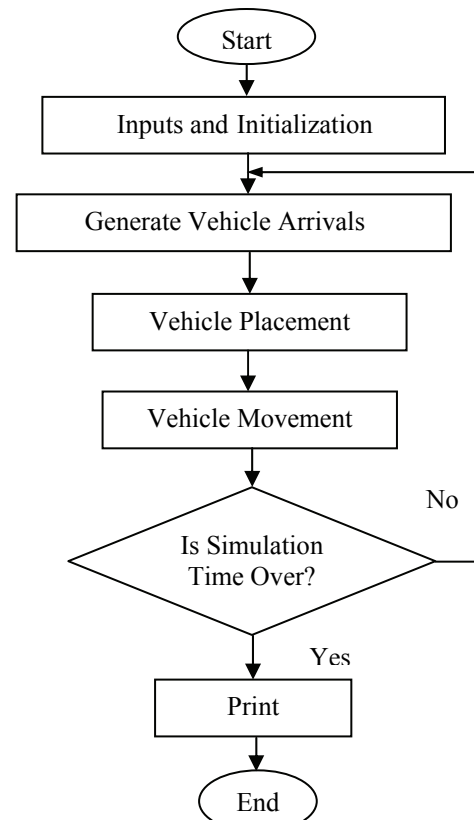 Start
Inputs and Initialization
Generate Vehicle Arrivals
Vehicle Placement
Vehicle Movement
No
Is Simulation
Time Over?
Yes
Print
End